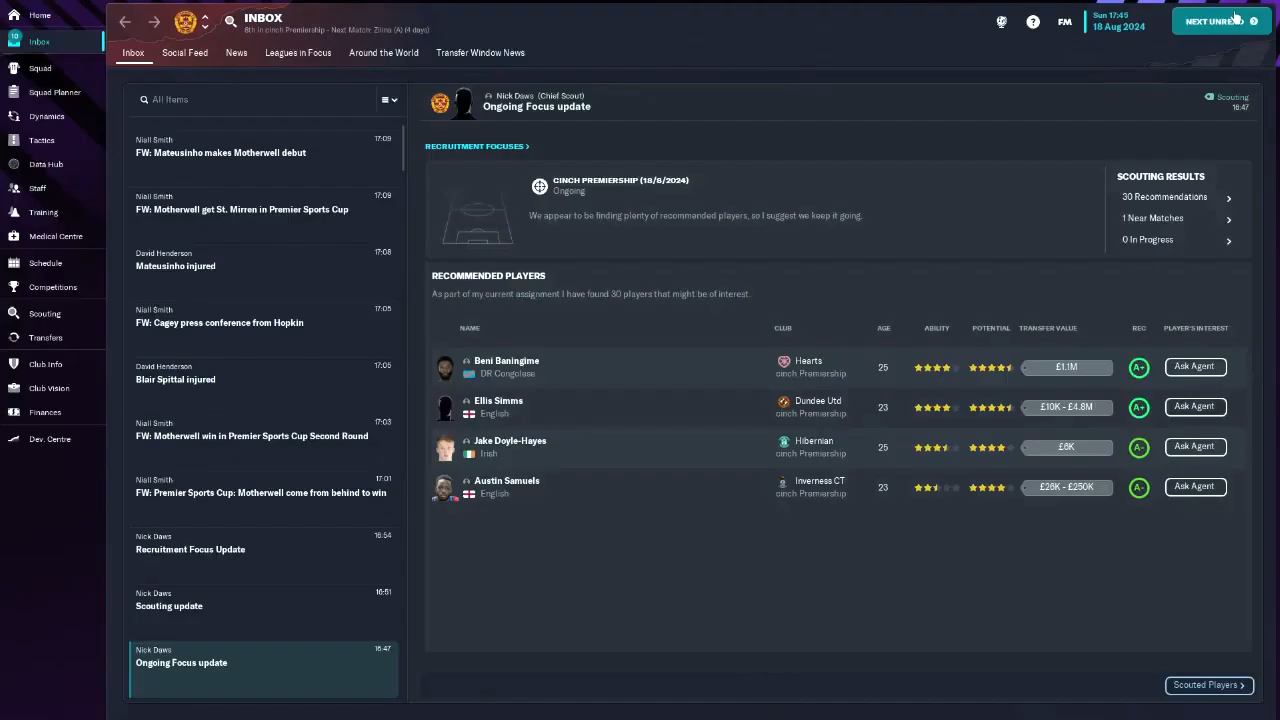 Home
10
Inbox
Squad
Squad Planner
Dynamics
Tactics
Data Hub
Staff
Training
Medical Centre
Schedule
Competitions
Scouting
Transfers
Club Info
Club Vision
Finances
Dev. Centre
INBOX
8th in cinch Premiership - Next Match: Zilina (A) (4 days)
FM
Sun 17:45
18 Aug 2024
NEXT
Inbox
Social Feed
News
Leagues in Focus
Around the World
Transfer Window News
All Items
Niall Smith 17:09
FW: Mateusinho makes Motherwell debut
Niall Smith 17:09
FW: Motherwell get St. Mirren in Premier Sports Cup
David Henderson 17:08
Mateusinho injured
Niall Smith 17:05
FW: Cagey press conference from Hopkin
David Henderson 17:05
Blair Spittal injured
Niall Smith 17:03
FW: Motherwell win in Premier Sports Cup Second Round
Niall Smith 17:01
FW: Premier Sports Cup: Motherwell come from behind to win
Nick Daws 16:54
Recruitment Focus Update
Nick Daws 16:51
Scouting update
Nick Daws 16:47
Ongoing Focus update
Nick Daws (Chief Scout)
Ongoing Focus update
Scouting
16:47
RECRUITMENT FOCUSES >
CINCH PREMIERSHIP (18/8/2024)
Ongoing
We appear to be finding plenty of recommended players, so I suggest we keep it going.
SCOUTING RESULTS
30 Recommendations
1 Near Matches
0 In Progress
RECOMMENDED PLAYERS
As part of my current assignment I have found 30 players that might be of interest.
NAME CLUB AGE ABILITY POTENTIAL TRANSFER VALUE REC PLAYER'S INTEREST
Beni Baningime Hearts 25 £1.1M A+ Ask Agent
DR Congolese cinch Premiership
Ellis Simms Dundee Utd 23 £10K - £4.8M A+ Ask Agent
English cinch Premiership
Jake Doyle-Hayes Hibernian 25 £6K A- Ask Agent
Irish cinch Premiership
Austin Samuels Inverness CT 23 £26K - £250K A- Ask Agent
English cinch Premiership
Scouted Players >